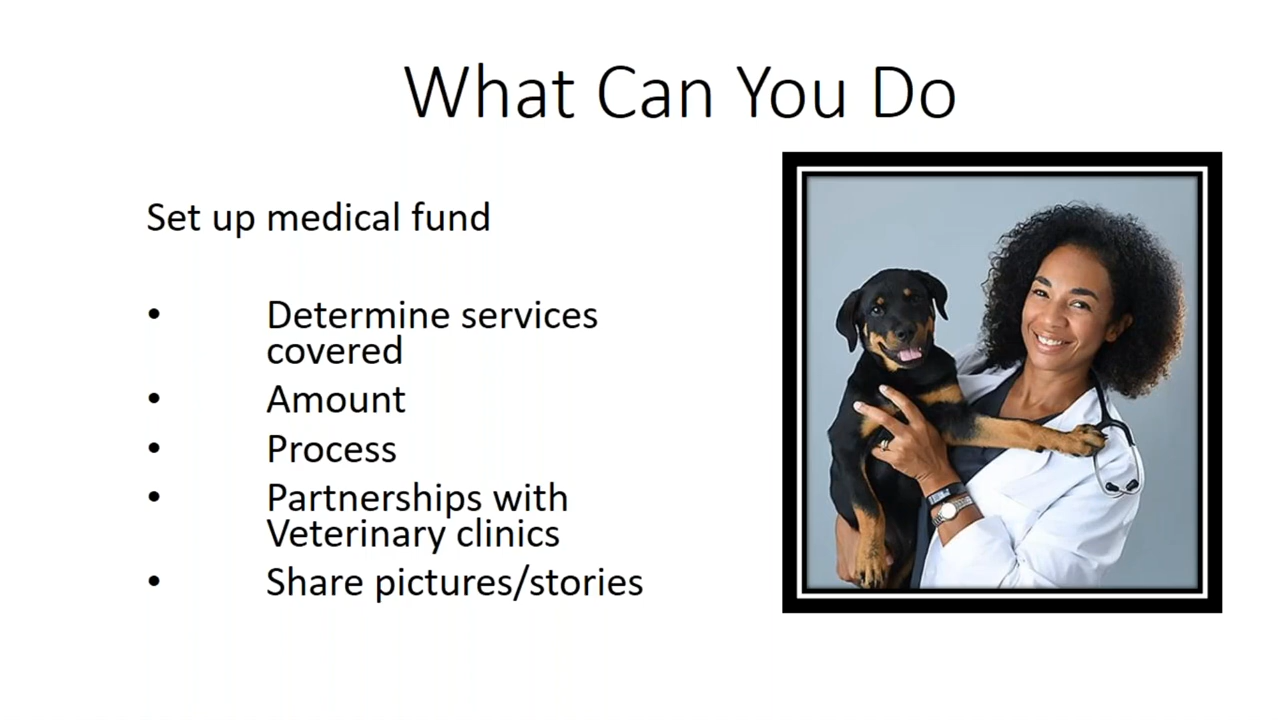 What Can You Do
Set up medical fund
• Determine services
covered
• Amount
• Process
• Partnerships with
Veterinary clinics
• Share pictures/stories